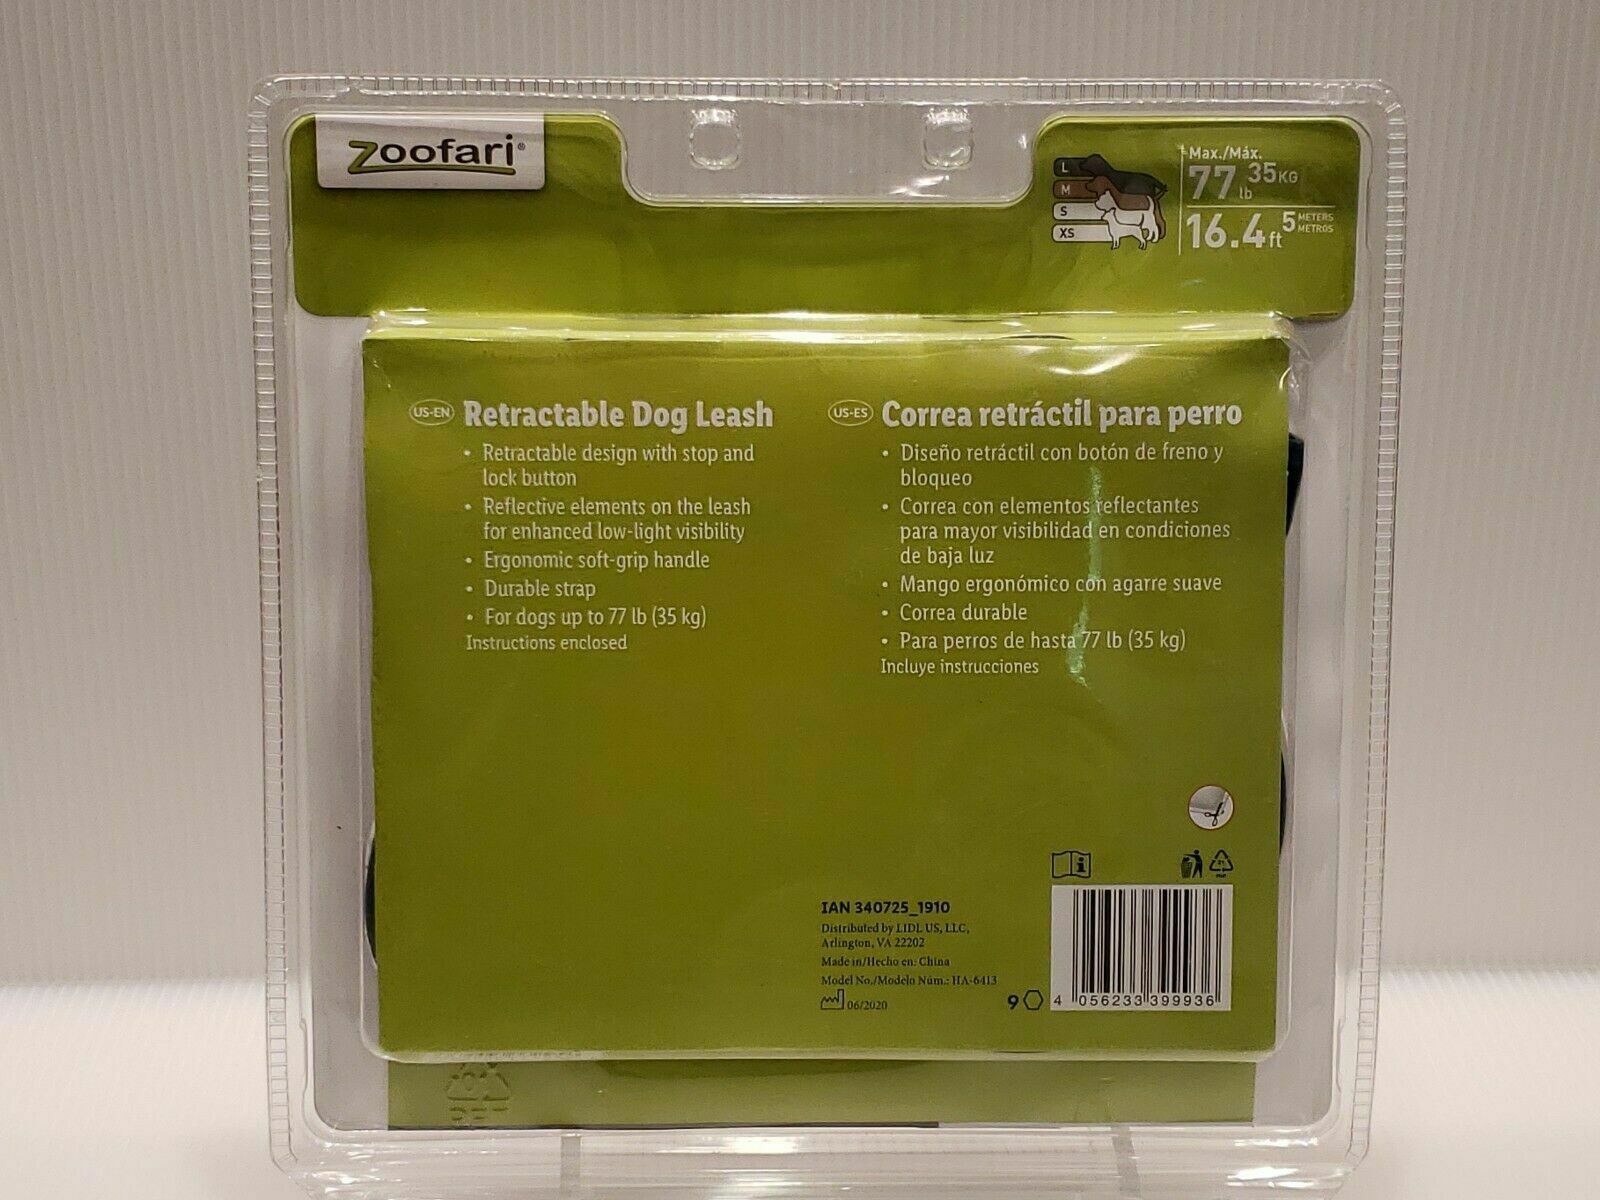 zoofari®
L
M
S
XS
Max./Máx.
77 lb 35 KG
16.4 ft 5 METERS METROS
US-EN Retractable Dog Leash
• Retractable design with stop and
lock button
• Reflective elements on the leash
for enhanced low-light visibility
• Ergonomic soft-grip handle
• Durable strap
• For dogs up to 77 lb (35 kg)
Instructions enclosed
US-ES Correa retráctil para perro
• Diseño retráctil con botón de freno y
bloqueo
• Correa con elementos reflectantes
para mayor visibilidad en condiciones
de baja luz
• Mango ergonómico con agarre suave
• Correa durable
• Para perros de hasta 77 lb (35 kg)
Incluye instrucciones
IAN 340725_1910
Distributed by LIDL US, LLC,
Arlington, VA 22202
Made in/Hecho en: China
Model No./Modelo Núm.: HA-6413
06/2020
9
4 056233 399936